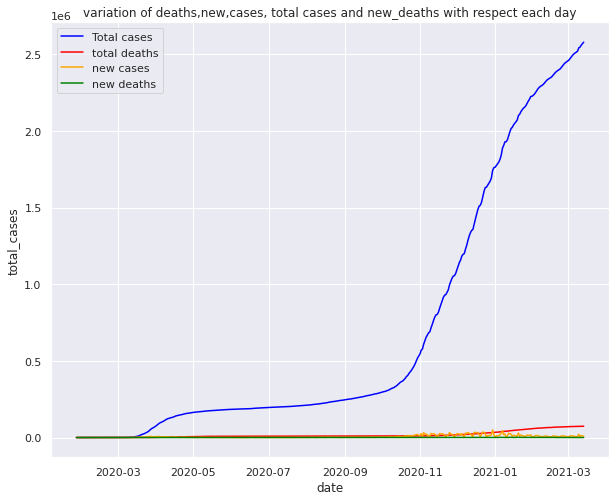 variation of deaths,new,cases, total cases and new_deaths with respect each day
1e6
Total cases
total deaths
new cases
new deaths
2.5
2.0
1.5
1.0
0.5
0.0
total_cases
2020-03 2020-05 2020-07 2020-09 2020-11 2021-01 2021-03
date